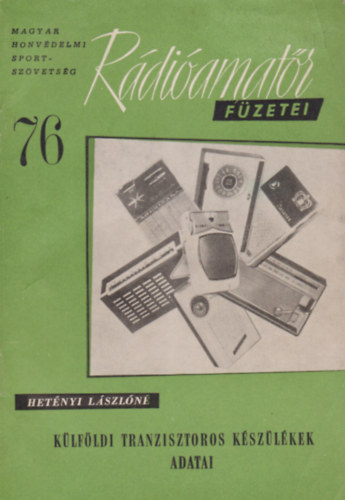 MAGYAR
HONVÉDELMI
SPORT-
SZÖVETSÉG
Rádióamatőr
FÜZETEI
76
HETÉNYI LÁSZLÓNÉ
KÜLFÖLDI TRANZISZTOROS KÉSZÜLÉKEK
ADATAI